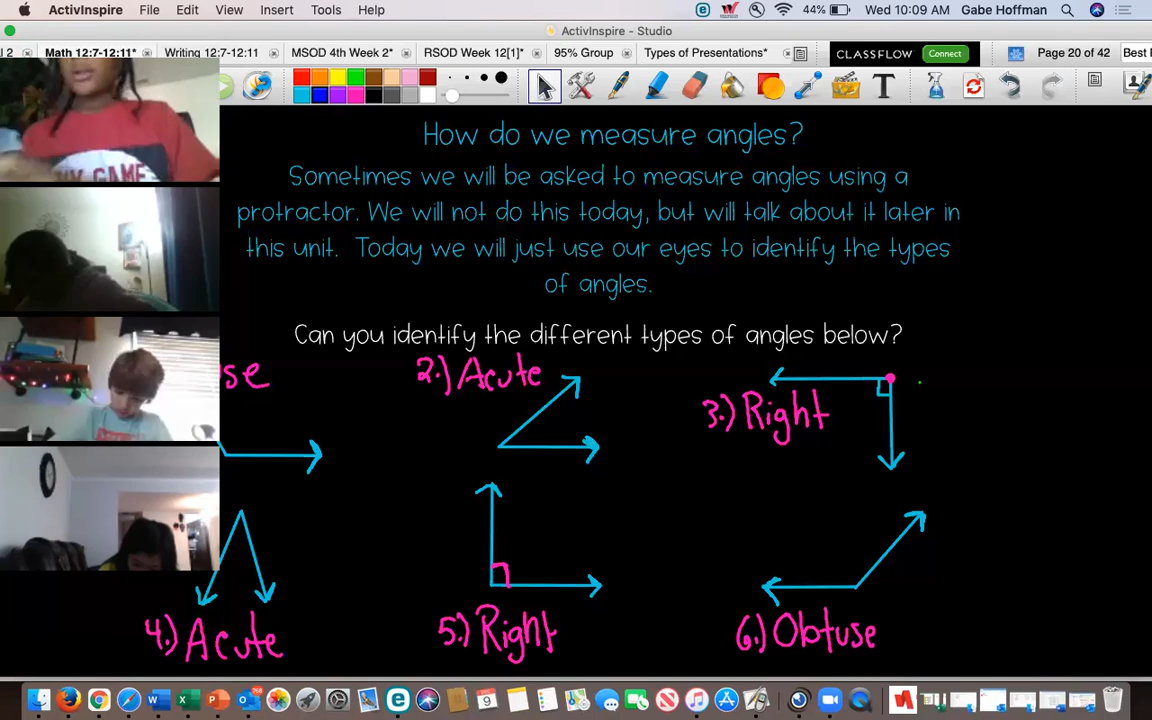 ActivInspire File Edit View Insert Tools Help 44% Wed 10:09 AM Gabe Hoffman
ActivInspire - Studio
l 2 Math 12:7-12:11* Writing 12:7-12:11 MSOD 4th Week 2* RSOD Week 12[1]* 95% Group Types of Presentations* CLASSFLOW Connect Page 20 of 42 Best
How do we measure angles?
Sometimes we will be asked to measure angles using a
protractor. We will not do this today, but will talk about it later in
this unit. Today we will just use our eyes to identify the types
of angles.
Can you identify the different types of angles below?
use 2.) Acute
3.) Right
4.) Acute 5.) Right 6.) Obtuse
MY GAME